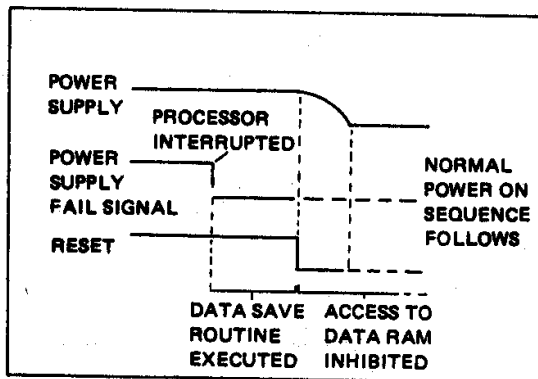 POWER
SUPPLY
PROCESSOR
INTERRUPTED
POWER
SUPPLY
FAIL SIGNAL
NORMAL
POWER ON
SEQUENCE
FOLLOWS
RESET
DATA SAVE
ROUTINE
EXECUTED
ACCESS TO
DATA RAM
INHIBITED